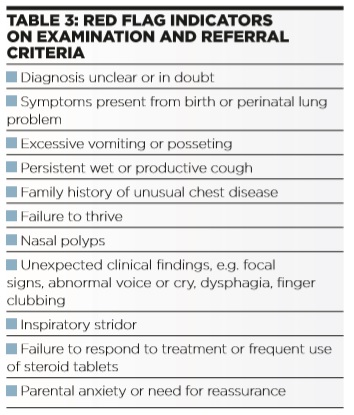 TABLE 3: RED FLAG INDICATORS
ON EXAMINATION AND REFERRAL
CRITERIA
Diagnosis unclear or in doubt
Symptoms present from birth or perinatal lung
problem
Excessive vomiting or posseting
Persistent wet or productive cough
Family history of unusual chest disease
Failure to thrive
Nasal polyps
Unexpected clinical findings, e.g. focal
signs, abnormal voice or cry, dysphagia, finger
clubbing
Inspiratory stridor
Failure to respond to treatment or frequent use
of steroid tablets
Parental anxiety or need for reassurance